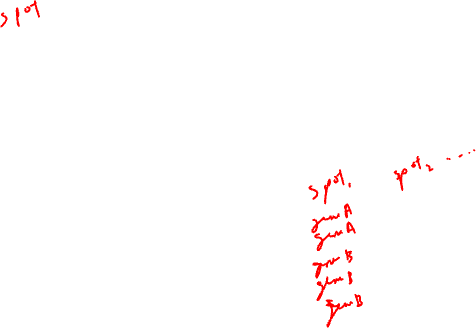 spot
spot₁ spot₂ .....
gene A
gene A
gene B
gene B
gene B